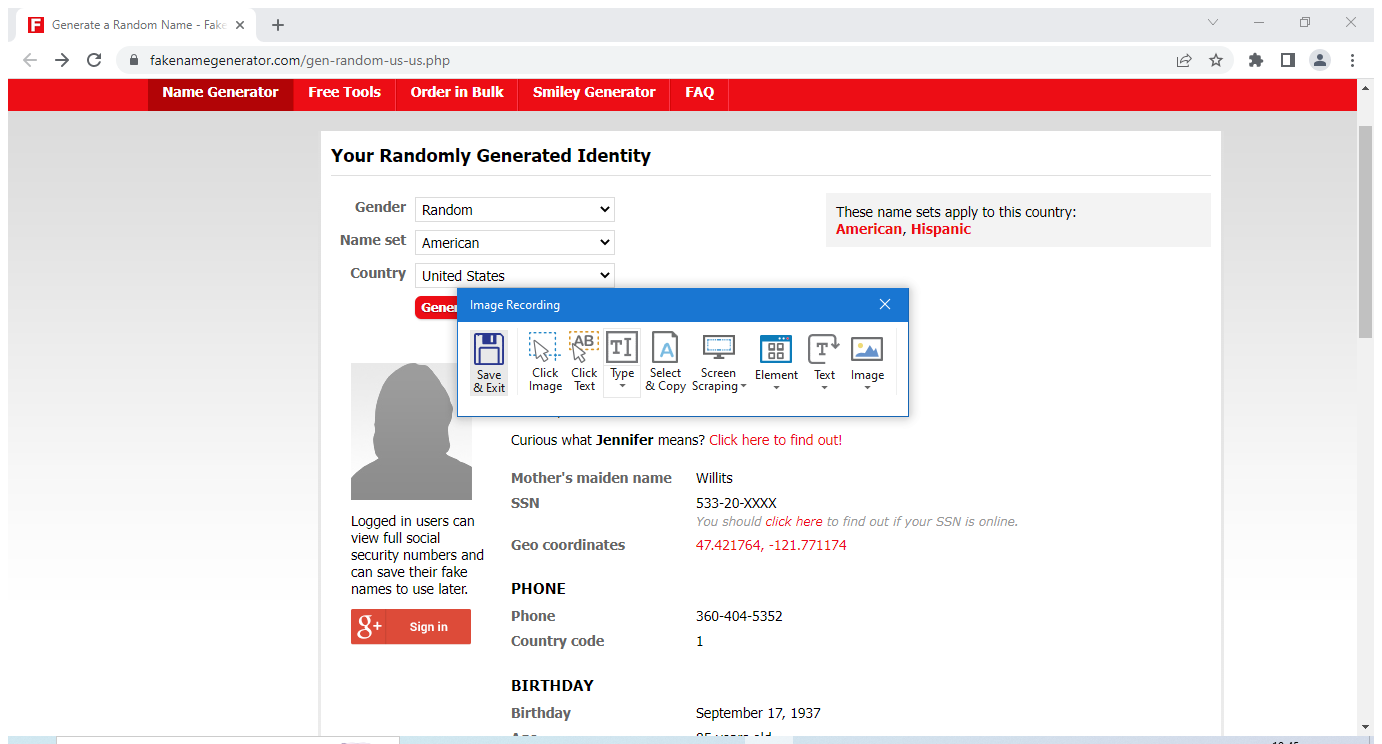 Generate a Random Name - Fake
fakenamegenerator.com/gen-random-us-us.php
Name Generator Free Tools Order in Bulk Smiley Generator FAQ
Your Randomly Generated Identity
Gender Random
These name sets apply to this country:
American, Hispanic
Name set American
Country United States
Gener
Image Recording
Save & Exit
Click Image
Click Text
Type
Select & Copy
Screen Scraping
Element
Text
Image
Curious what Jennifer means? Click here to find out!
Mother's maiden name Willits
SSN 533-20-XXXX
You should click here to find out if your SSN is online.
Geo coordinates 47.421764, -121.771174
Logged in users can
view full social
security numbers and
can save their fake
names to use later.
g+ Sign in
PHONE
Phone 360-404-5352
Country code 1
BIRTHDAY
Birthday September 17, 1937